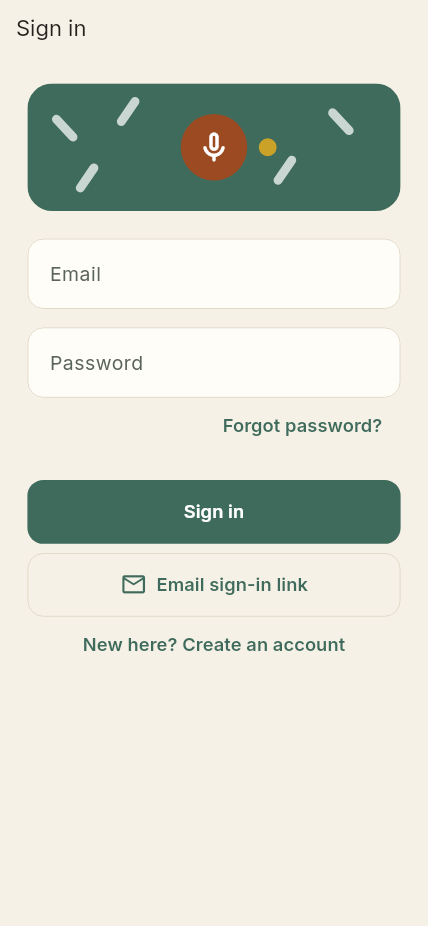 Sign in
Email
Password
Forgot password?
Sign in
Email sign-in link
New here? Create an account